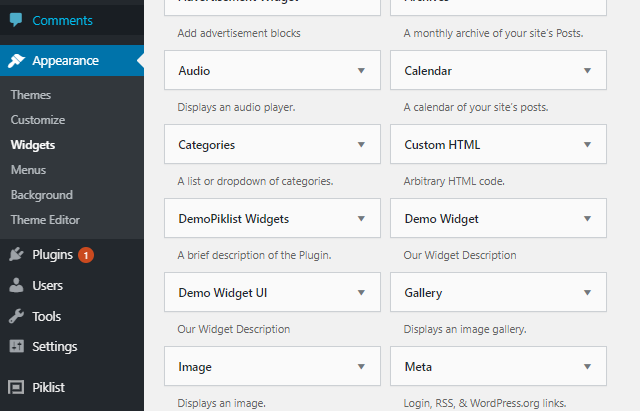 Comments
Appearance
Themes
Customize
Widgets
Menus
Background
Theme Editor
Plugins 1
Users
Tools
Settings
Piklist
Advertisement Widget
Archives
Add advertisement blocks
A monthly archive of your site's Posts.
Audio
Calendar
Displays an audio player.
A calendar of your site's posts.
Categories
Custom HTML
A list or dropdown of categories.
Arbitrary HTML code.
DemoPiklist Widgets
Demo Widget
A brief description of the Plugin.
Our Widget Description
Demo Widget UI
Gallery
Our Widget Description
Displays an image gallery.
Image
Meta
Displays an image.
Login, RSS, & WordPress.org links.